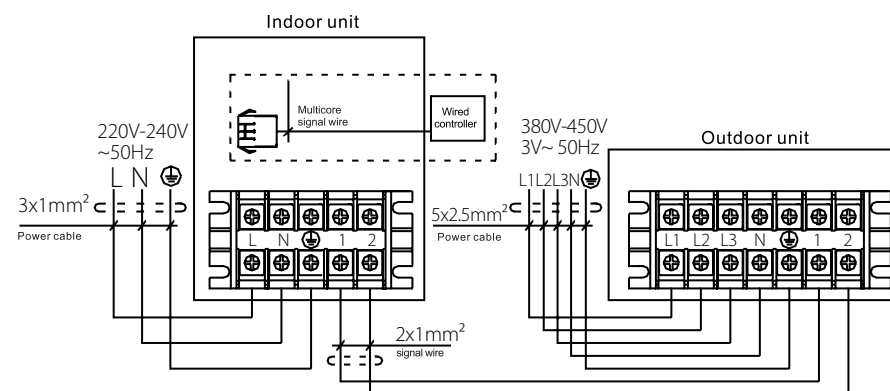 Indoor unit
Multicore
signal wire
Wired
controller
220V-240V
~50Hz
L N
3x1mm²
Power cable
L N 1 2
2x1mm²
signal wire
380V-450V
3V~ 50Hz
L1L2L3N
5x2.5mm²
Power cable
Outdoor unit
L1 L2 L3 N 1 2